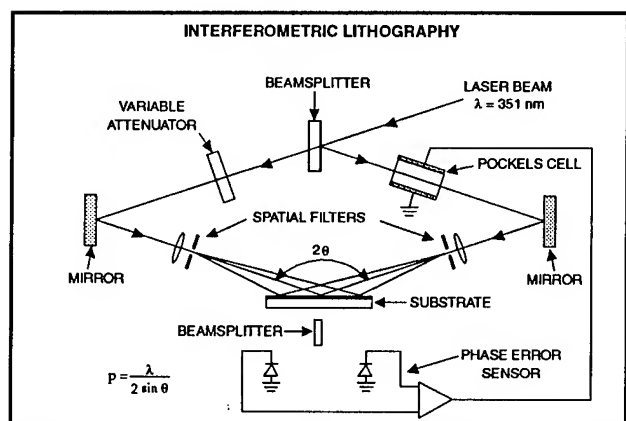 INTERFEROMETRIC LITHOGRAPHY
BEAMSPLITTER
LASER BEAM
λ = 351 nm
VARIABLE
ATTENUATOR
POCKELS CELL
SPATIAL FILTERS
2θ
MIRROR
MIRROR
SUBSTRATE
BEAMSPLITTER
PHASE ERROR
SENSOR
p = λ / 2 sin θ